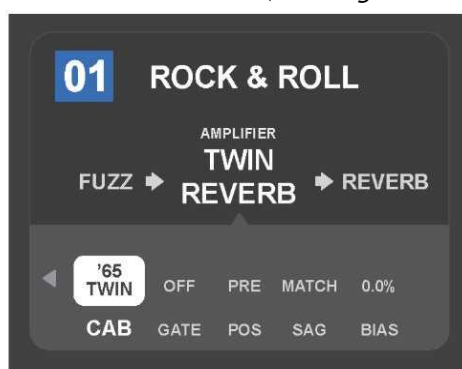 01 ROCK & ROLL
AMPLIFIER
TWIN
FUZZ REVERB REVERB
'65
TWIN OFF PRE MATCH 0.0%
CAB GATE POS SAG BIAS